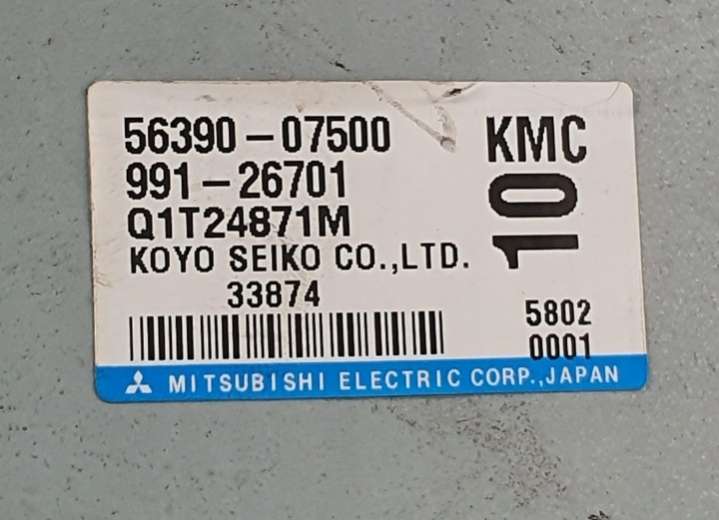 56390-07500
991-26701
Q1T24871M
KOYO SEIKO CO.,LTD.
33874
KMC
10
5802
0001
MITSUBISHI ELECTRIC CORP.,JAPAN